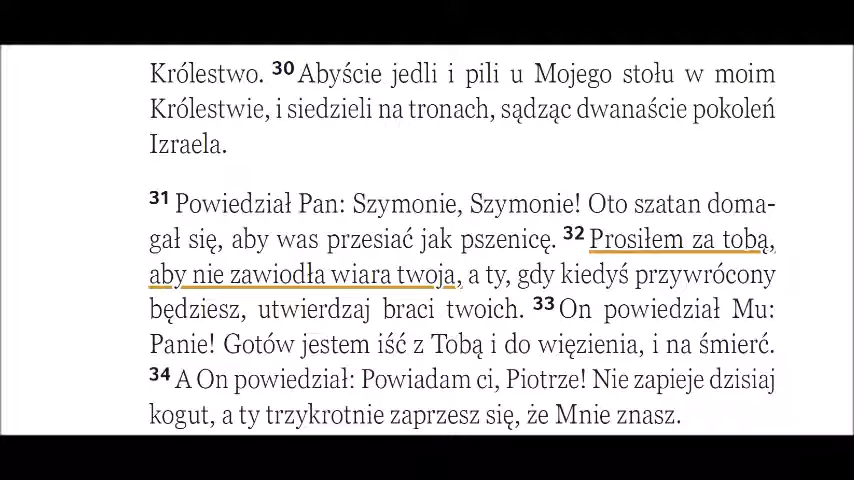 Królestwo. 30 Abyście jedli i pili u Mojego stołu w moim
Królestwie, i siedzieli na tronach, sądząc dwanaście pokoleń
Izraela.
31 Powiedział Pan: Szymonie, Szymonie! Oto szatan doma-
gał się, aby was przesiać jak pszenicę. 32 Prosiłem za tobą,
aby nie zawiodła wiara twoja, a ty, gdy kiedyś przywrócony
będziesz, utwierdzaj braci twoich. 33 On powiedział Mu:
Panie! Gotów jestem iść z Tobą i do więzienia, i na śmierć.
34 A On powiedział: Powiadam ci, Piotrze! Nie zapieje dzisiaj
kogut, a ty trzykrotnie zaprzesz się, że Mnie znasz.